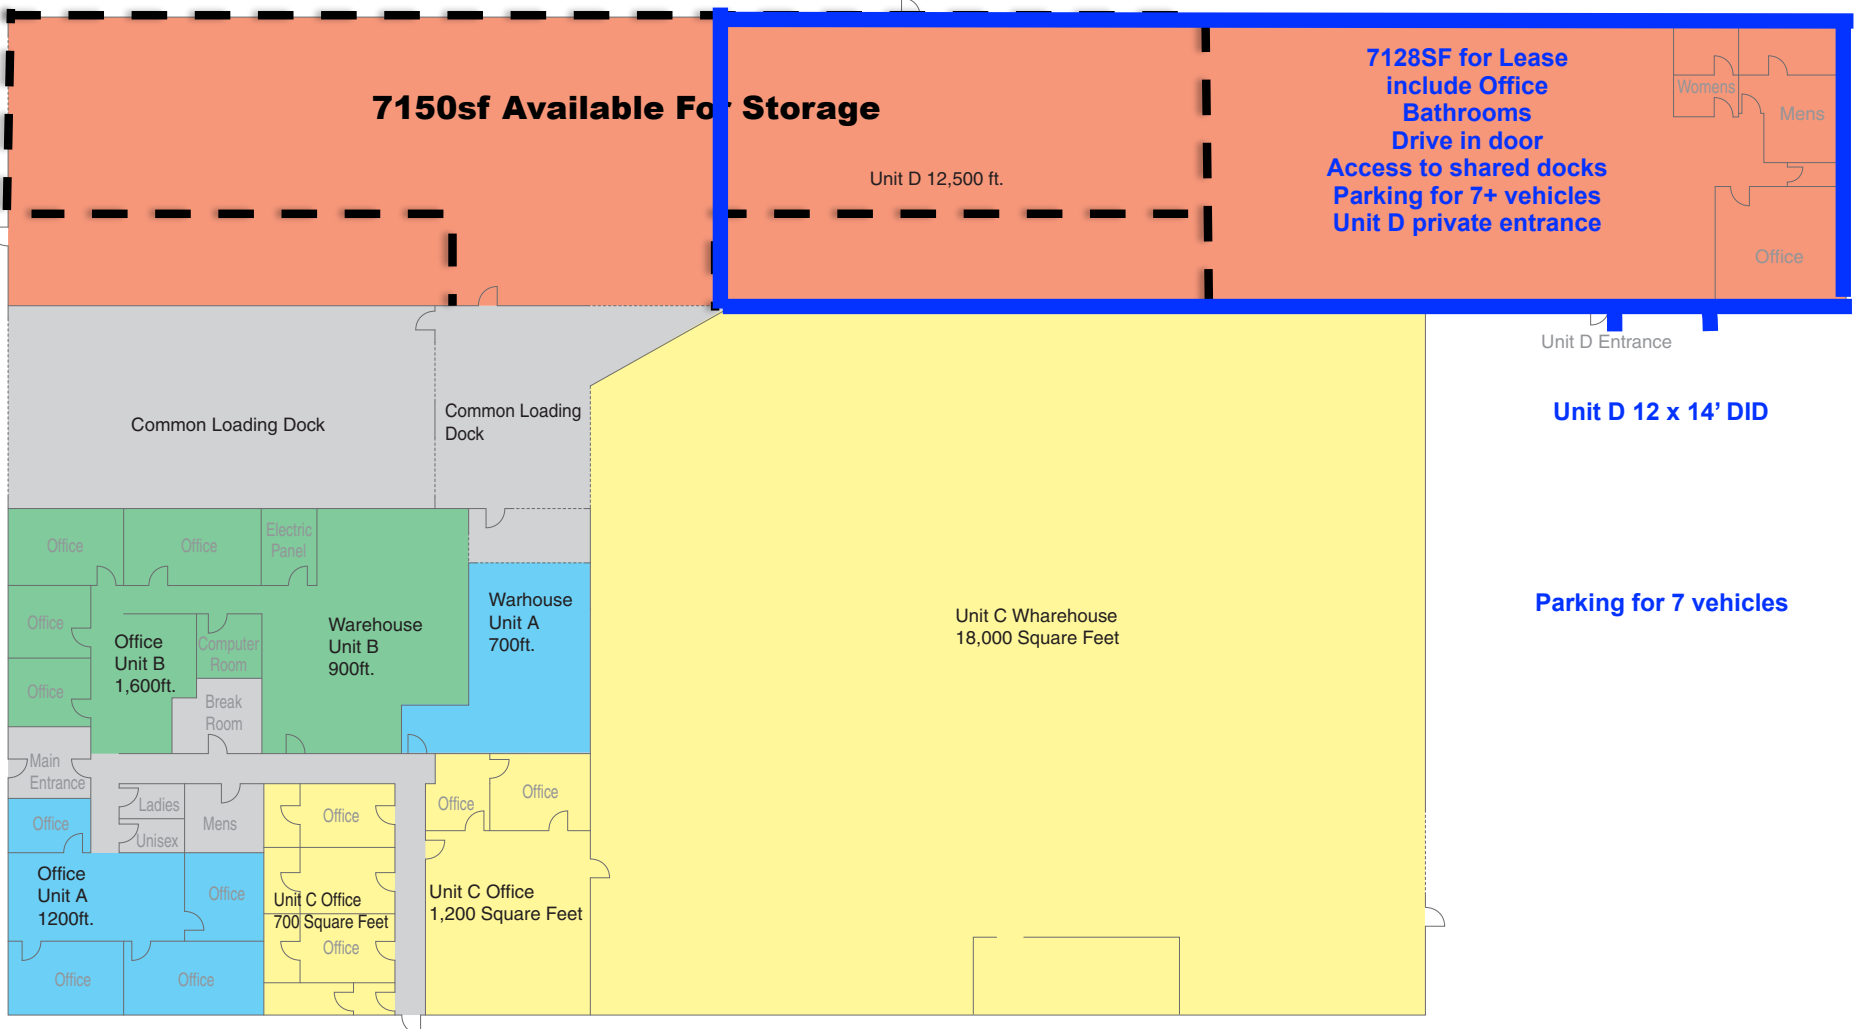 7150sf Available For Storage
Unit D 12,500 ft.
7128SF for Lease
include Office
Bathrooms
Drive in door
Access to shared docks
Parking for 7+ vehicles
Unit D private entrance
Womens
Mens
Office
Unit D Entrance
Unit D 12 x 14’ DID
Parking for 7 vehicles
Common Loading Dock
Common Loading
Dock
Office
Office
Electric
Panel
Office
Office
Office
Unit B
1,600ft.
Computer
Room
Break
Room
Warehouse
Unit B
900ft.
Warhouse
Unit A
700ft.
Unit C Wharehouse
18,000 Square Feet
Main
Entrance
Ladies
Unisex
Mens
Office
Office
Unit A
1200ft.
Office
Office
Office
Office
Unit C Office
700 Square Feet
Office
Office
Office
Unit C Office
1,200 Square Feet